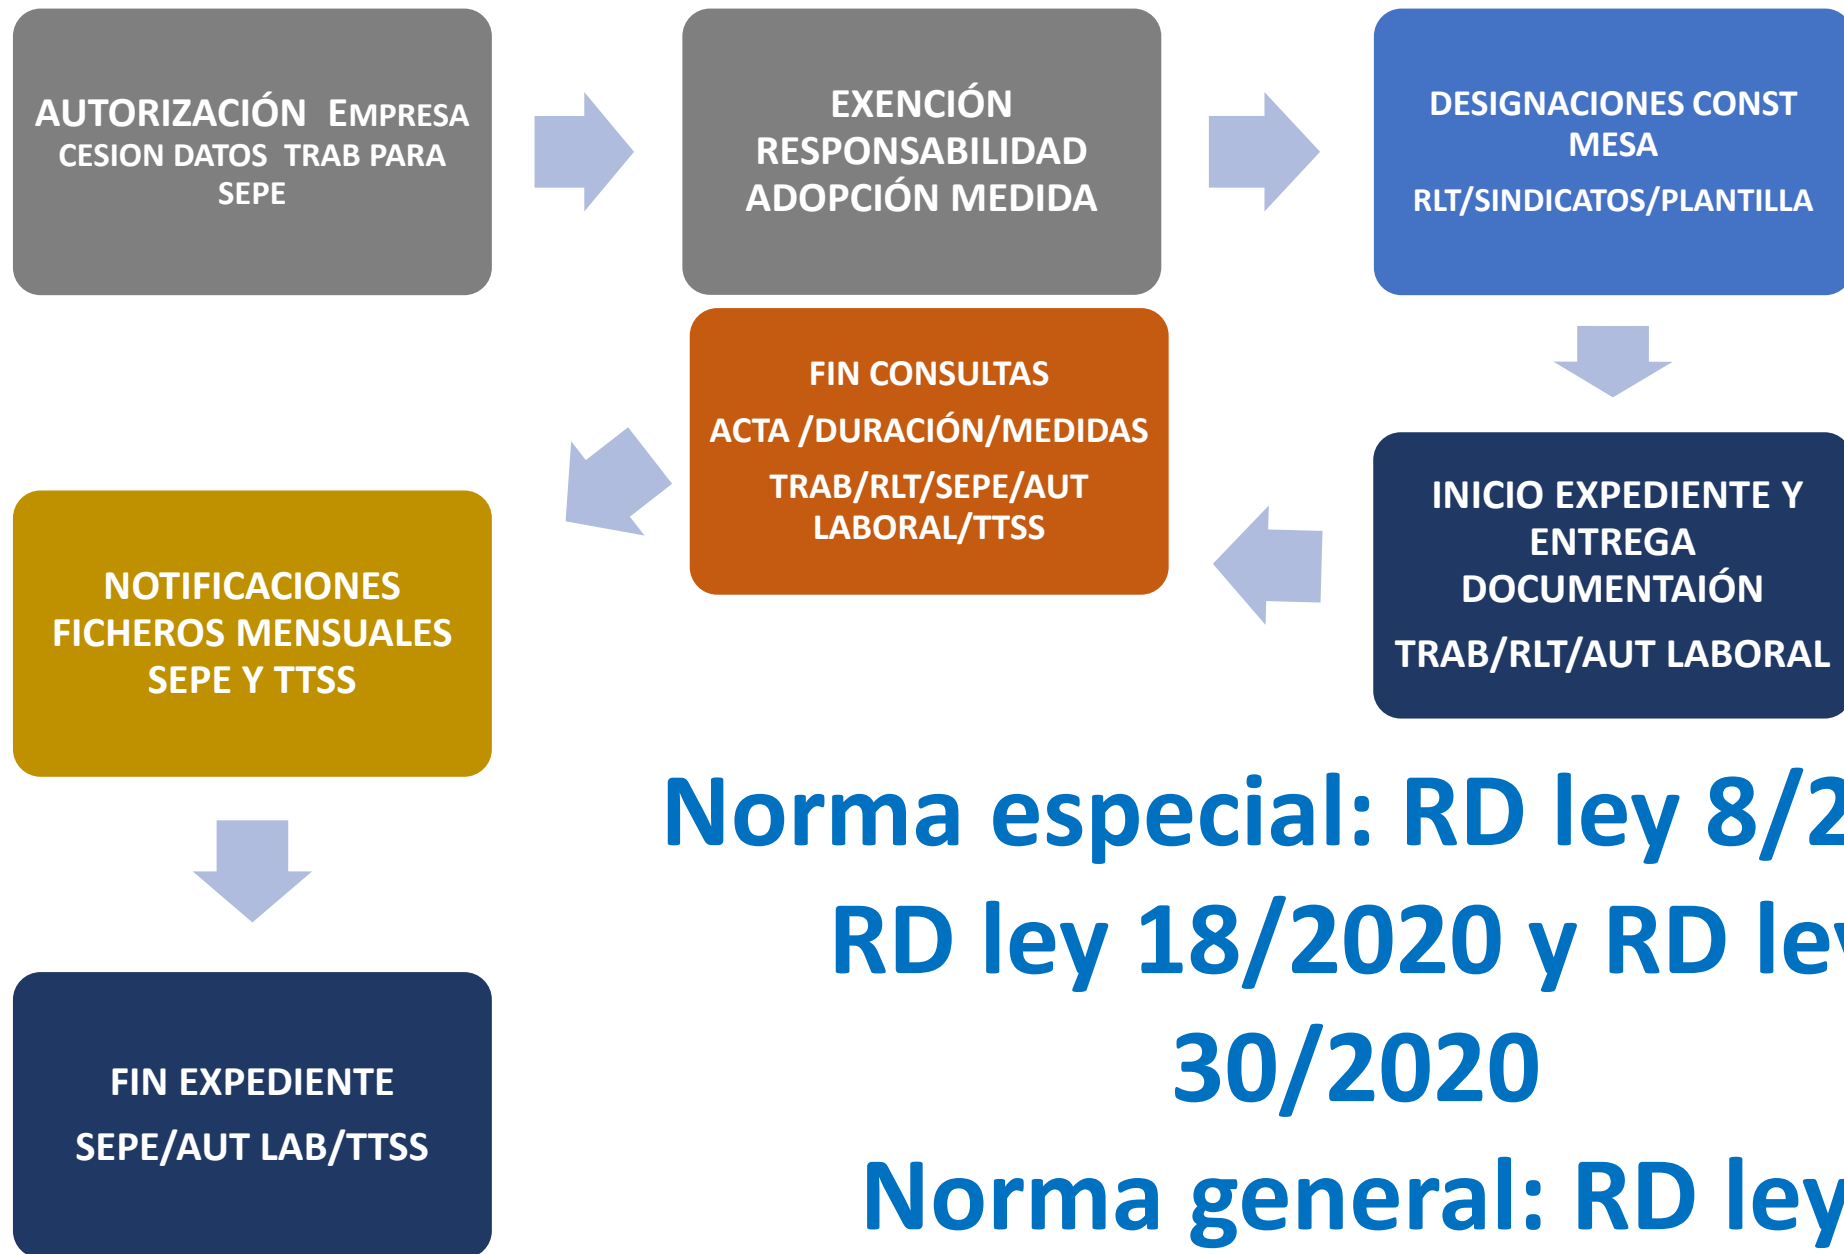 AUTORIZACIÓN EMPRESA
CESION DATOS TRAB PARA
SEPE
EXENCIÓN
RESPONSABILIDAD
ADOPCIÓN MEDIDA
DESIGNACIONES CONST
MESA
RLT/SINDICATOS/PLANTILLA
INICIO EXPEDIENTE Y
ENTREGA
DOCUMENTAIÓN
TRAB/RLT/AUT LABORAL
FIN CONSULTAS
ACTA /DURACIÓN/MEDIDAS
TRAB/RLT/SEPE/AUT
LABORAL/TTSS
NOTIFICACIONES
FICHEROS MENSUALES
SEPE Y TTSS
FIN EXPEDIENTE
SEPE/AUT LAB/TTSS
Norma especial: RD ley 8/2
RD ley 18/2020 y RD ley
30/2020
Norma general: RD ley